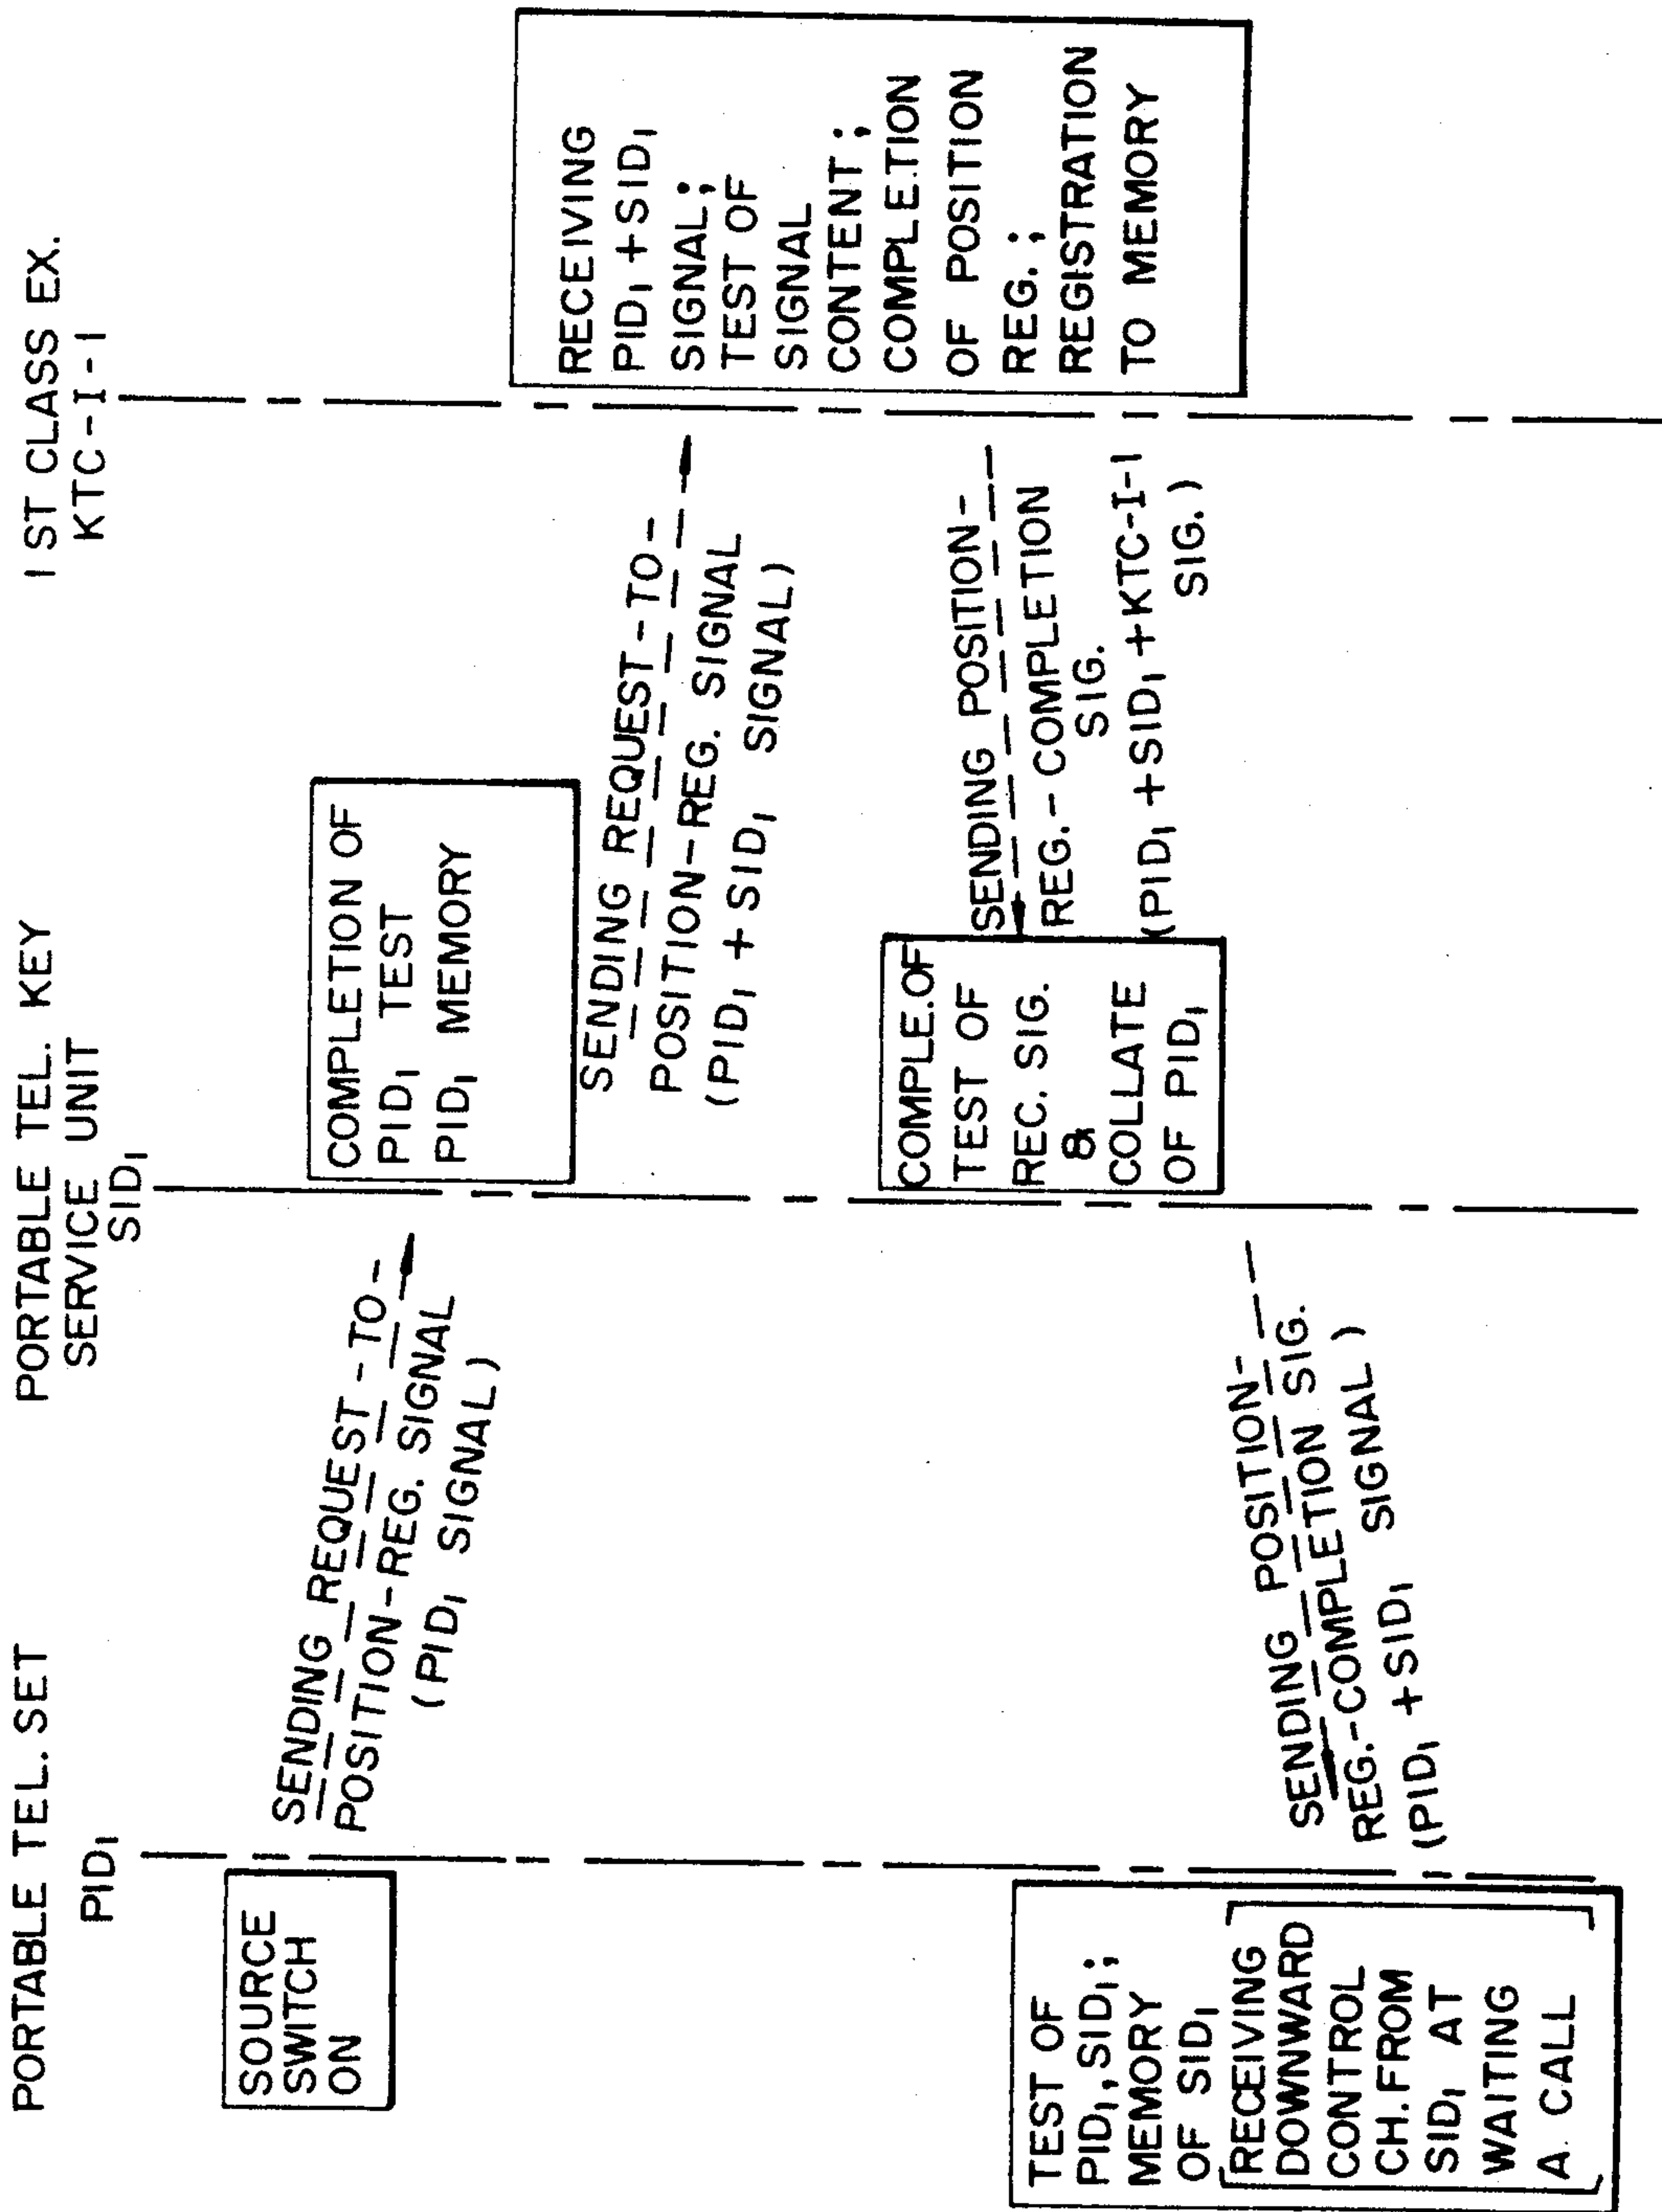 PORTABLE TEL. SET
PID₁
PORTABLE TEL. KEY
SERVICE UNIT
SID₁
1ST CLASS EX.
KTC-I-1
SOURCE
SWITCH
ON
SENDING REQUEST-TO-
POSITION-REG. SIGNAL
(PID₁ SIGNAL)
COMPLETION OF
PID₁ TEST
PID₁ MEMORY
SENDING REQUEST-TO-
POSITION-REG. SIGNAL
(PID₁ + SID₁ SIGNAL)
RECEIVING
PID₁+SID₁
SIGNAL;
TEST OF
SIGNAL
CONTENT;
COMPLETION
OF POSITION
REG.;
REGISTRATION
TO MEMORY
SENDING POSITION-
REG.-COMPLETION
SIG.
(PID₁ +SID₁ +KTC-I-1
SIG.)
COMPLE.OF
TEST OF
REC. SIG.
&
COLLATE
OF PID₁
SENDING POSITION-
REG.-COMPLETION SIG.
(PID₁ +SID₁ SIGNAL)
TEST OF
PID₁,SID₁;
MEMORY
OF SID₁
[RECEIVING
DOWNWARD
CONTROL
CH.FROM
SID₁ AT
WAITING
A CALL]